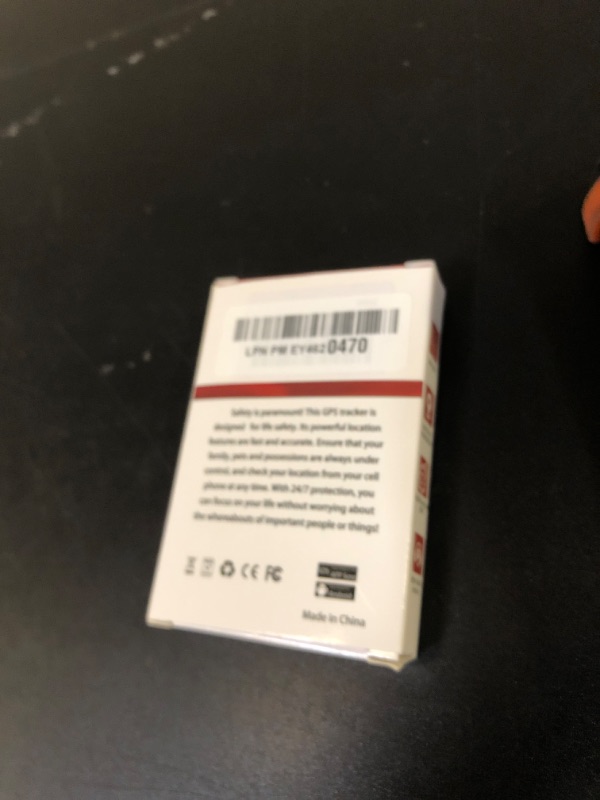 LPN PM EY4620470
Safety is paramount! This GPS tracker is
designed for life safety. Its powerful location
features are fast and accurate. Ensure that your
family, pets and possessions are always under
control, and check your location from your cell
phone at any time. With 24/7 protection, you
can focus on your life without worrying about
the whereabouts of important people or things!
CE FC
Made in China